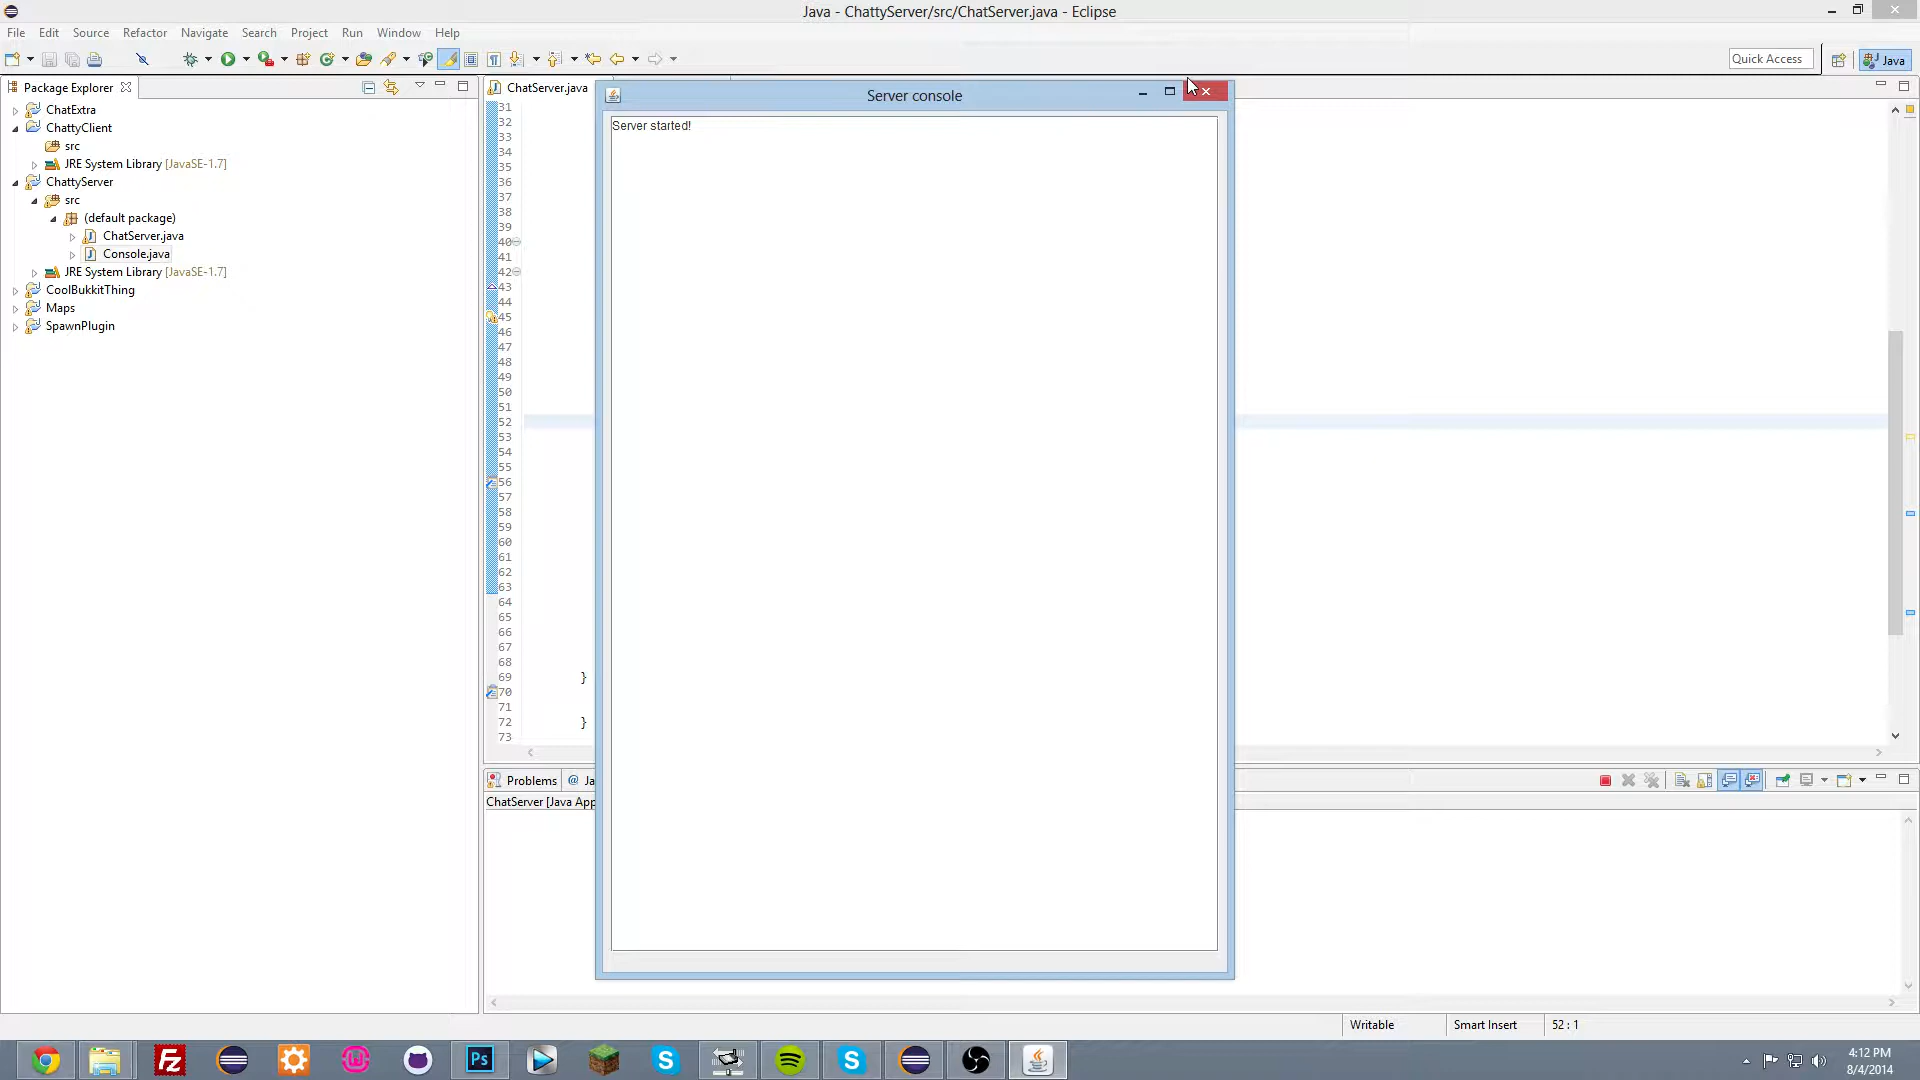 Java - ChattyServer/src/ChatServer.java - Eclipse
File Edit Source Refactor Navigate Search Project Run Window Help
Quick Access
Java
Package Explorer
ChatExtra
ChattyClient
src
JRE System Library [JavaSE-1.7]
ChattyServer
src
(default package)
ChatServer.java
Console.java
JRE System Library [JavaSE-1.7]
CoolBukkitThing
Maps
SpawnPlugin
ChatServer.java
31
32
33
34
35
36
37
38
39
40
41
42
43
44
45
46
47
48
49
50
51
52
53
54
55
56
57
58
59
60
61
62
63
64
65
66
67
68
69 }
70
71
72 }
73
Server console
Server started!
Problems @ Ja
ChatServer [Java App
Writable Smart Insert 52 : 1
Fz
Ps
4:12 PM
8/4/2014